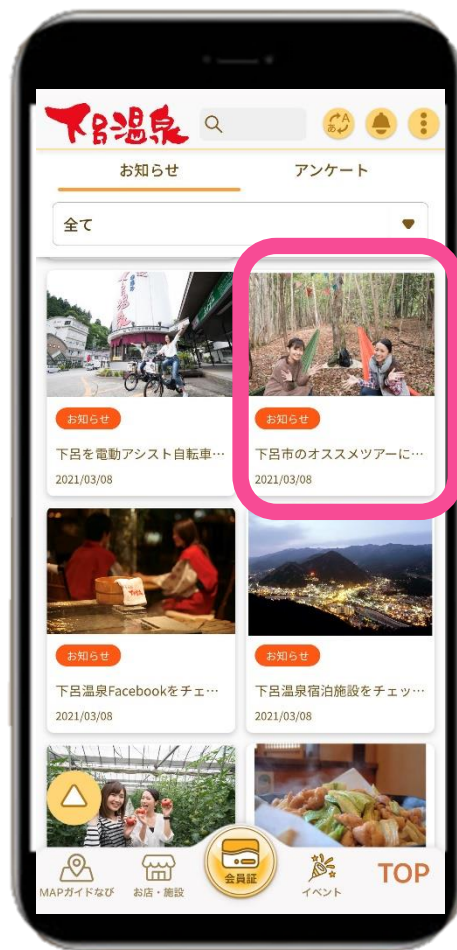 下呂温泉
お知らせ
アンケート
全て
お知らせ
下呂を電動アシスト自転車…
2021/03/08
お知らせ
下呂市のオススメツアーに…
2021/03/08
お知らせ
下呂温泉Facebookをチェ…
2021/03/08
お知らせ
下呂温泉宿泊施設をチェッ…
2021/03/08
MAPガイドなび
お店・施設
会員証
イベント
TOP